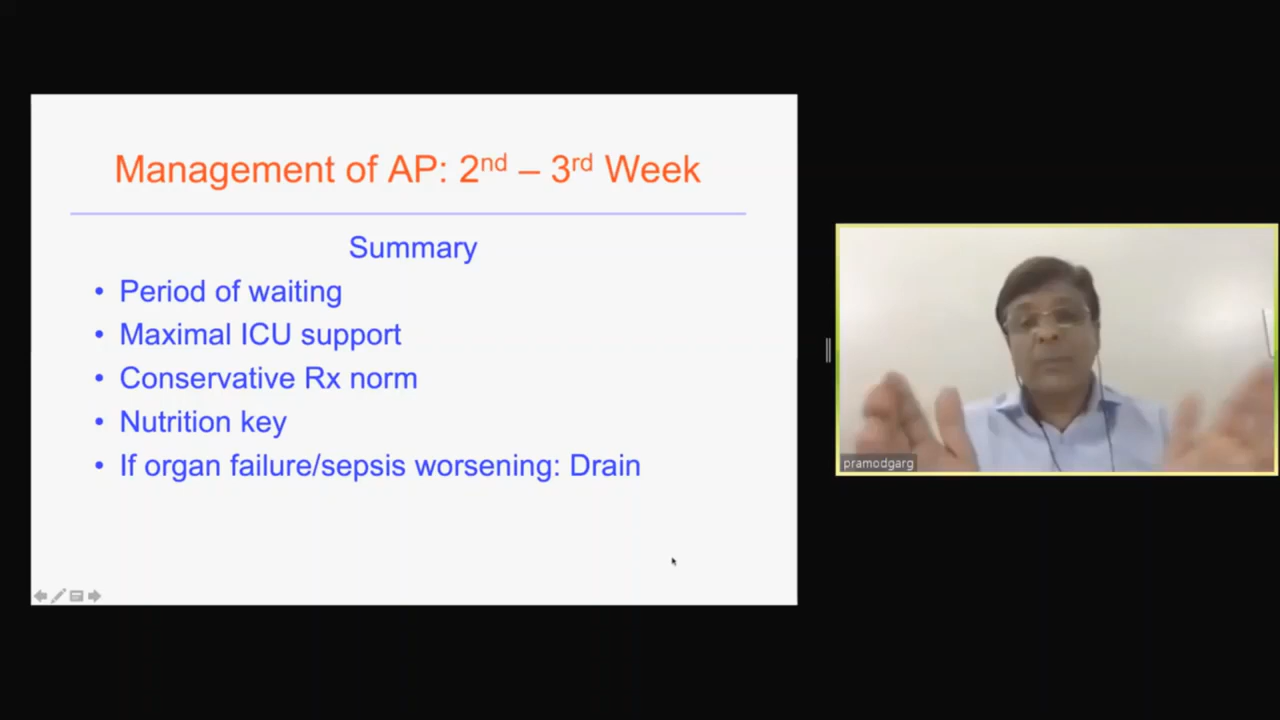 Management of AP: 2nd – 3rd Week
Summary
• Period of waiting
• Maximal ICU support
• Conservative Rx norm
• Nutrition key
• If organ failure/sepsis worsening: Drain
pramodgarg